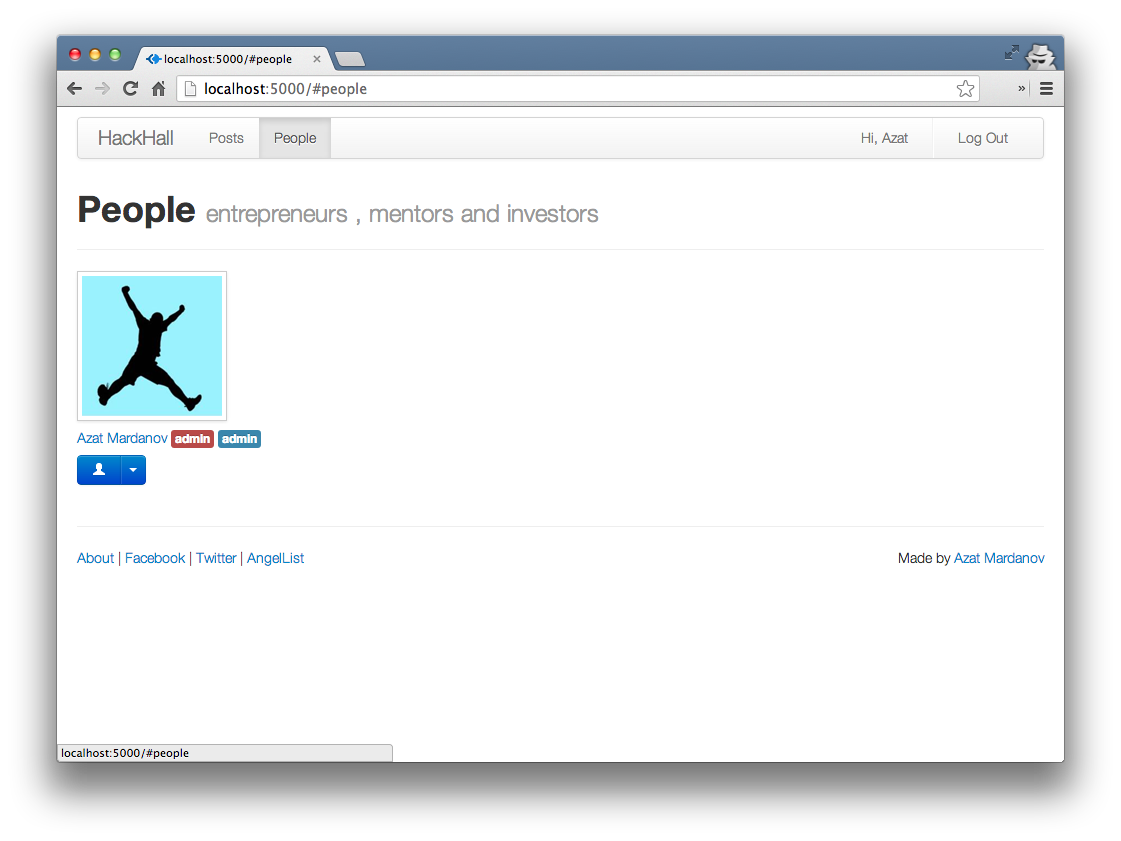 localhost:5000/#people
localhost:5000/#people
HackHall Posts People Hi, Azat Log Out
People entrepreneurs , mentors and investors
Azat Mardanov admin admin
About | Facebook | Twitter | AngelList Made by Azat Mardanov
localhost:5000/#people